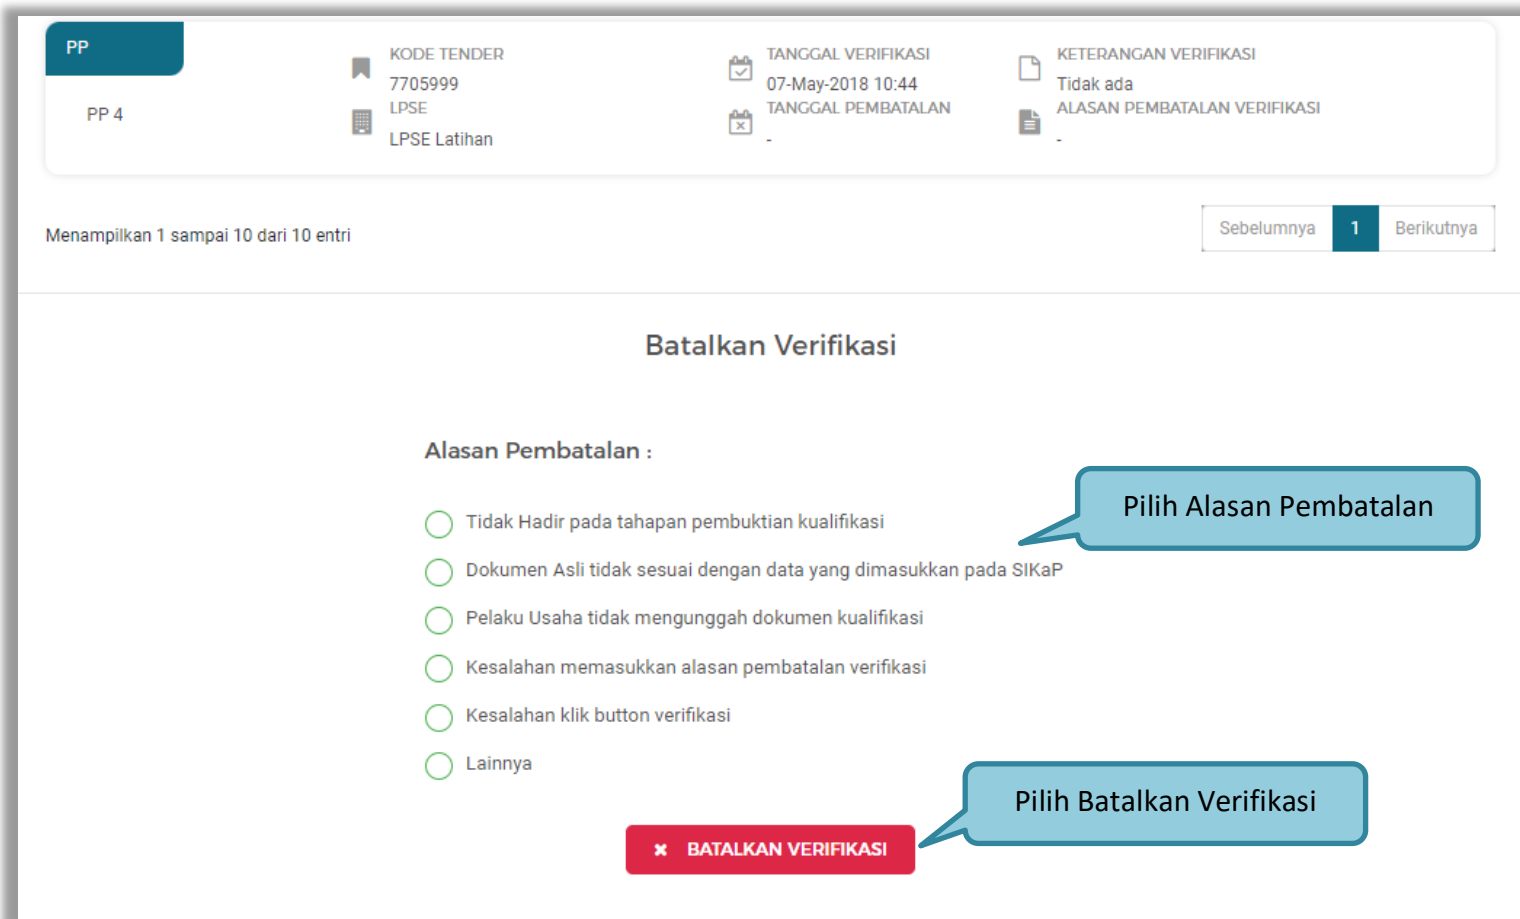 PP
PP 4
KODE TENDER
7705999
LPSE
LPSE Latihan
TANGGAL VERIFIKASI
07-May-2018 10:44
TANGGAL PEMBATALAN
-
KETERANGAN VERIFIKASI
Tidak ada
ALASAN PEMBATALAN VERIFIKASI
-
Menampilkan 1 sampai 10 dari 10 entri
Sebelumnya 1 Berikutnya
Batalkan Verifikasi
Alasan Pembatalan :
Pilih Alasan Pembatalan
Tidak Hadir pada tahapan pembuktian kualifikasi
Dokumen Asli tidak sesuai dengan data yang dimasukkan pada SIKaP
Pelaku Usaha tidak mengunggah dokumen kualifikasi
Kesalahan memasukkan alasan pembatalan verifikasi
Kesalahan klik button verifikasi
Lainnya
Pilih Batalkan Verifikasi
BATALKAN VERIFIKASI